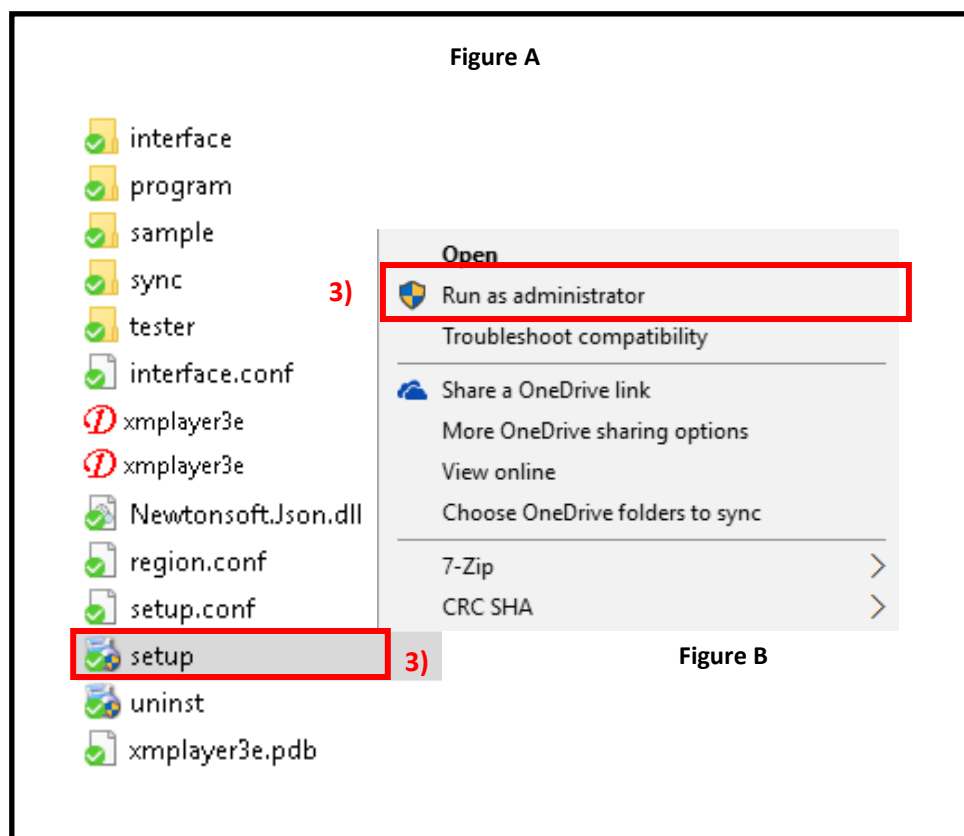 Figure A
interface
program
sample
sync
tester
interface.conf
xmplayer3e
xmplayer3e
Newtonsoft.Json.dll
region.conf
setup.conf
setup
3)
uninst
xmplayer3e.pdb
Open
3)
Run as administrator
Troubleshoot compatibility
Share a OneDrive link
More OneDrive sharing options
View online
Choose OneDrive folders to sync
7-Zip
CRC SHA
Figure B